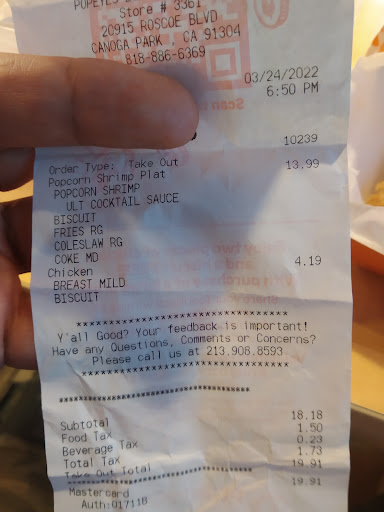 POPEYES
Store # 3361
20915 ROSCOE BLVD
CANOGA PARK, CA 91304
818-886-6369
03/24/2022
6:50 PM
10239
Order Type: Take Out
Popcorn Shrimp Plat 13.99
POPCORN SHRIMP
ULT COCKTAIL SAUCE
BISCUIT
FRIES RG
COLESLAW RG
COKE MD
Chicken 4.19
BREAST MILD
BISCUIT
*********************************
Y'all Good? Your feedback is important!
Have any Questions, Comments or Concerns?
Please call us at 213.908.8593
*********************************
*****************************
Subtotal 18.18
Food Tax 1.50
Beverage Tax 0.23
Total Tax 1.73
Take Out Total 19.91
*****************************
Mastercard 19.91